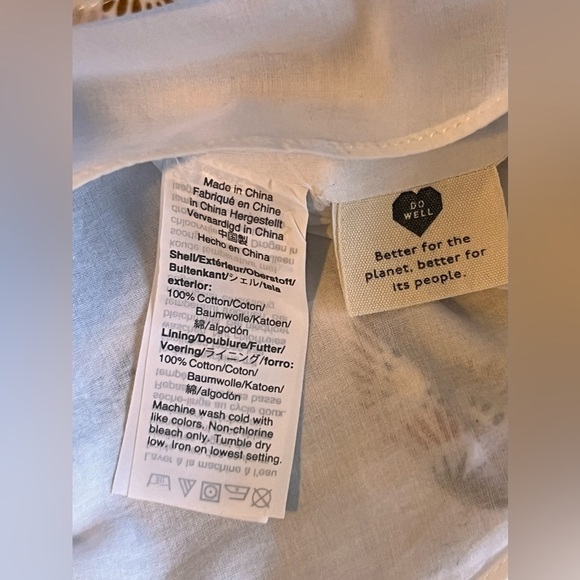 Made in China
Fabriqué en Chine
in China Hergestellt
Vervaardigd in China
中国製
Hecho en China
Shell/Extérieur/Oberstoff/
Buitenkant/シェル/tela
exterior:
100% Cotton/Coton/
Baumwolle/Katoen/
綿/algodón
Lining/Doublure/Futter/
Voering/ライニング/forro:
100% Cotton/Coton/
Baumwolle/Katoen/
綿/algodón
Machine wash cold with
like colors. Non-chlorine
bleach only. Tumble dry
low. Iron on lowest setting.
DO
WELL
Better for the
planet, better for
its people.